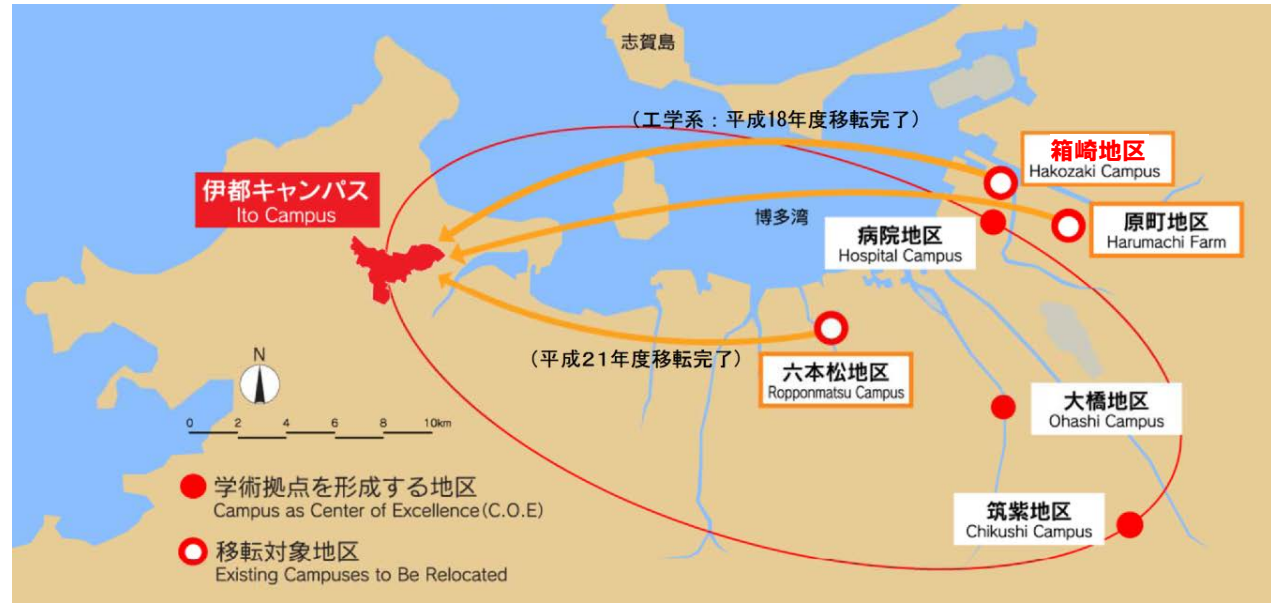 志賀島
（工学系：平成18年度移転完了）
箱崎地区
Hakozaki Campus
伊都キャンパス
Ito Campus
博多湾
病院地区
Hospital Campus
原町地区
Harumachi Farm
（平成２１年度移転完了）
六本松地区
Ropponmatsu Campus
N
0 2 4 6 8 10km
大橋地区
Ohashi Campus
学術拠点を形成する地区
Campus as Center of Excellence(C.O.E)
筑紫地区
Chikushi Campus
移転対象地区
Existing Campuses to Be Relocated